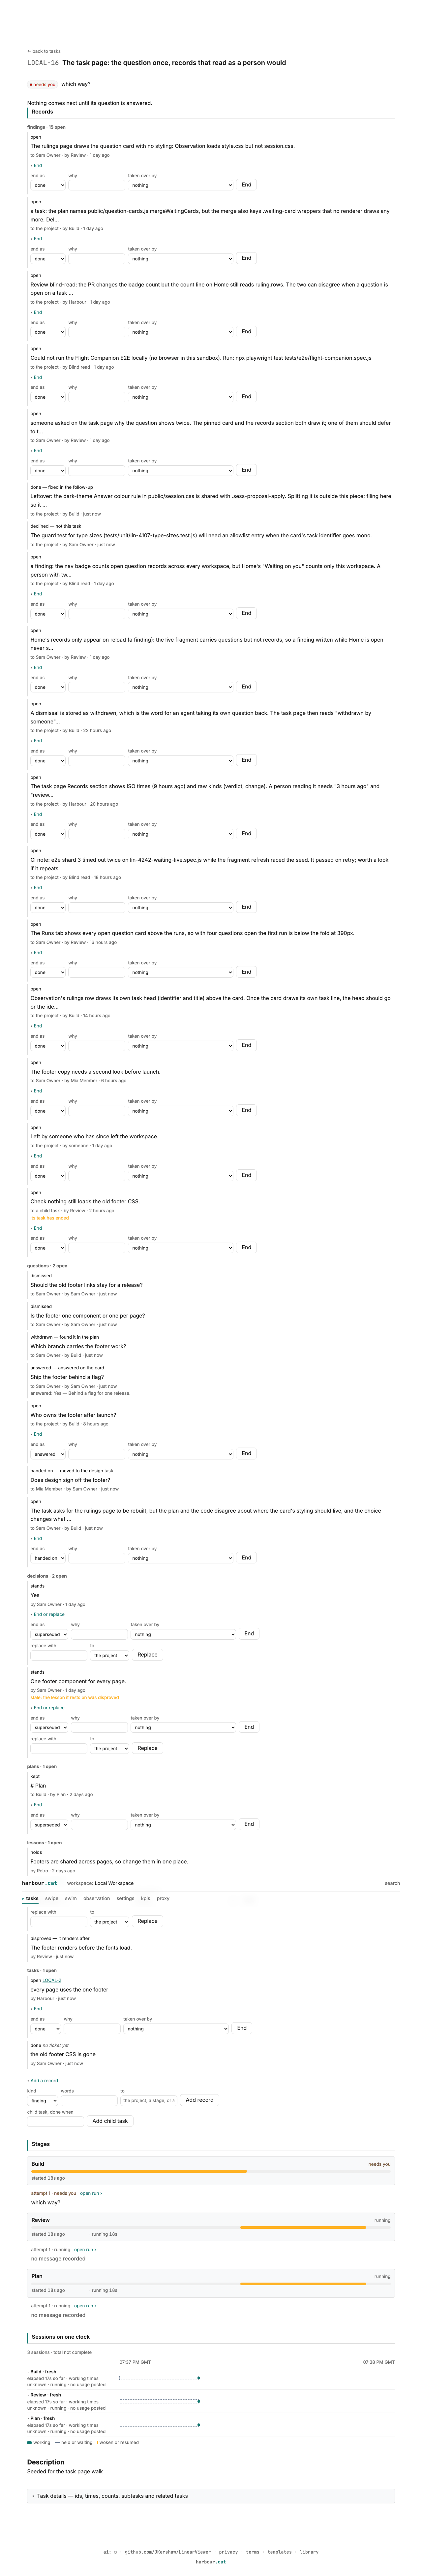 ← back to tasks
LOCAL-16 The task page: the question once, records that read as a person would
needs you which way?
Nothing comes next until its question is answered.
Records
findings · 15 open
open
The rulings page draws the question card with no styling: Observation loads style.css but not session.css.
to Sam Owner · by Review · 1 day ago
End
end as why taken over by
done nothing End
open
a task: the plan names public/question-cards.js mergeWaitingCards, but the merge also keys .waiting-card wrappers that no renderer draws any
more. Del...
to the project · by Build · 1 day ago
End
end as why taken over by
done nothing End
open
Review blind-read: the PR changes the badge count but the count line on Home still reads ruling.rows. The two can disagree when a question is
open on a task ...
to the project · by Harbour · 1 day ago
End
end as why taken over by
done nothing End
open
Could not run the Flight Companion E2E locally (no browser in this sandbox). Run: npx playwright test tests/e2e/flight-companion.spec.js
to the project · by Blind read · 1 day ago
End
end as why taken over by
done nothing End
open
someone asked on the task page why the question shows twice. The pinned card and the records section both draw it; one of them should defer
to t...
to Sam Owner · by Review · 1 day ago
End
end as why taken over by
done nothing End
done — fixed in the follow-up
Leftover: the dark-theme Answer colour rule in public/session.css is shared with .sess-proposal-apply. Splitting it is outside this piece; filing here
so it ...
to the project · by Build · just now
declined — not this task
The guard test for type sizes (tests/unit/lin-4107-type-sizes.test.js) will need an allowlist entry when the card's task identifier goes mono.
to the project · by Sam Owner · just now
open
a finding: the nav badge counts open question records across every workspace, but Home's "Waiting on you" counts only this workspace. A
person with tw...
to the project · by Blind read · 1 day ago
End
end as why taken over by
done nothing End
open
Home's records only appear on reload (a finding): the live fragment carries questions but not records, so a finding written while Home is open
never s...
to Sam Owner · by Review · 1 day ago
End
end as why taken over by
done nothing End
open
A dismissal is stored as withdrawn, which is the word for an agent taking its own question back. The task page then reads "withdrawn by
someone"...
to the project · by Build · 22 hours ago
End
end as why taken over by
done nothing End
open
The task page Records section shows ISO times (9 hours ago) and raw kinds (verdict, change). A person reading it needs "3 hours ago" and
"review...
to the project · by Harbour · 20 hours ago
End
end as why taken over by
done nothing End
open
CI note: e2e shard 3 timed out twice on lin-4242-waiting-live.spec.js while the fragment refresh raced the seed. It passed on retry; worth a look
if it repeats.
to the project · by Blind read · 18 hours ago
End
end as why taken over by
done nothing End
open
The Runs tab shows every open question card above the runs, so with four questions open the first run is below the fold at 390px.
to Sam Owner · by Review · 16 hours ago
End
end as why taken over by
done nothing End
open
Observation's rulings row draws its own task head (identifier and title) above the card. Once the card draws its own task line, the head should go
or the ide...
to the project · by Build · 14 hours ago
End
end as why taken over by
done nothing End
open
The footer copy needs a second look before launch.
to Sam Owner · by Mia Member · 6 hours ago
End
end as why taken over by
done nothing End
open
Left by someone who has since left the workspace.
to the project · by someone · 1 day ago
End
end as why taken over by
done nothing End
open
Check nothing still loads the old footer CSS.
to a child task · by Review · 2 hours ago
its task has ended
End
end as why taken over by
done nothing End
questions · 2 open
dismissed
Should the old footer links stay for a release?
to Sam Owner · by Sam Owner · just now
dismissed
Is the footer one component or one per page?
to Sam Owner · by Sam Owner · just now
withdrawn — found it in the plan
Which branch carries the footer work?
to Sam Owner · by Build · just now
answered — answered on the card
Ship the footer behind a flag?
to Sam Owner · by Sam Owner · just now
answered: Yes — Behind a flag for one release.
open
Who owns the footer after launch?
to the project · by Build · 8 hours ago
End
end as why taken over by
answered nothing End
handed on — moved to the design task
Does design sign off the footer?
to Mia Member · by Sam Owner · just now
open
The task asks for the rulings page to be rebuilt, but the plan and the code disagree about where the card's styling should live, and the choice
changes what ...
to Sam Owner · by Build · just now
End
end as why taken over by
handed on nothing End
decisions · 2 open
stands
Yes
by Sam Owner · 1 day ago
End or replace
end as why taken over by
superseded nothing End
replace with to
the project Replace
stands
One footer component for every page.
by Sam Owner · 1 day ago
stale: the lesson it rests on was disproved
End or replace
end as why taken over by
superseded nothing End
replace with to
the project Replace
plans · 1 open
kept
# Plan
to Build · by Plan · 2 days ago
End
end as why taken over by
superseded nothing End
lessons · 1 open
holds
Footers are shared across pages, so change them in one place.
by Retro · 2 days ago
harbour.cat workspace: Local Workspace search
tasks swipe swim observation settings kpis proxy
replace with to
the project Replace
disproved — it renders after
The footer renders before the fonts load.
by Review · just now
tasks · 1 open
open LOCAL-2
every page uses the one footer
by Harbour · just now
End
end as why taken over by
done nothing End
done no ticket yet
the old footer CSS is gone
by Sam Owner · just now
Add a record
kind words to
finding the project, a stage, or s Add record
child task, done when
Add child task
Stages
Build needs you
started 18s ago
attempt 1 · needs you open run ›
which way?
Review running
started 18s ago · running 18s
attempt 1 · running open run ›
no message recorded
Plan running
started 18s ago · running 18s
attempt 1 · running open run ›
no message recorded
Sessions on one clock
3 sessions · total not complete
07:37 PM GMT 07:38 PM GMT
Build · fresh
elapsed 17s so far · working times
unknown · running · no usage posted
Review · fresh
elapsed 17s so far · working times
unknown · running · no usage posted
Plan · fresh
elapsed 17s so far · working times
unknown · running · no usage posted
working held or waiting woken or resumed
Description
Seeded for the task page walk
Task details — ids, times, counts, subtasks and related tasks
ai: ○ · github.com/JKershaw/LinearViewer · privacy · terms · templates · library
harbour.cat